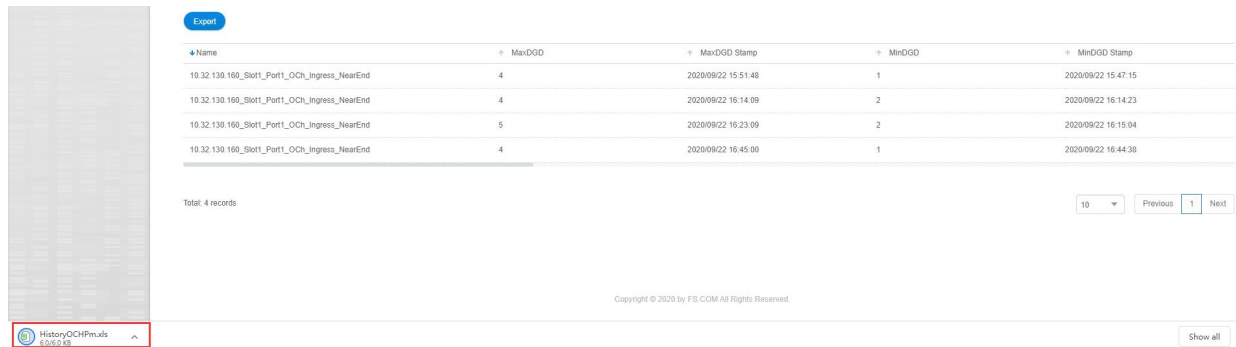 Export
Name MaxDGD MaxDGD Stamp MinDGD MinDGD Stamp
10.32.130.160_Slot1_Port1_OCh_Ingress_NearEnd 4 2020/09/22 15:51:48 1 2020/09/22 15:47:15
10.32.130.160_Slot1_Port1_OCh_Ingress_NearEnd 4 2020/09/22 16:14:09 2 2020/09/22 16:14:23
10.32.130.160_Slot1_Port1_OCh_Ingress_NearEnd 5 2020/09/22 16:23:09 2 2020/09/22 16:15:04
10.32.130.160_Slot1_Port1_OCh_Ingress_NearEnd 4 2020/09/22 16:45:00 1 2020/09/22 16:44:38
Total: 4 records 10 Previous 1 Next
Copyright © 2020 by FS.COM All Rights Reserved.
HistoryOCHPm.xls
6.0/6.0 KB
Show all